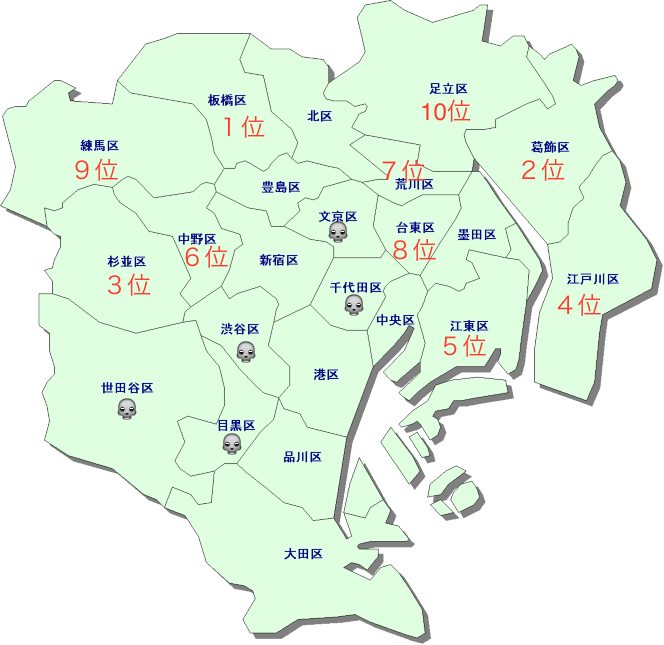 足立区
10位
板橋区
１位
北区
練馬区
９位
葛飾区
２位
７位
荒川区
豊島区
文京区
台東区
８位
墨田区
中野区
６位
新宿区
杉並区
３位
江戸川区
４位
千代田区
中央区
江東区
５位
渋谷区
港区
世田谷区
目黒区
品川区
大田区